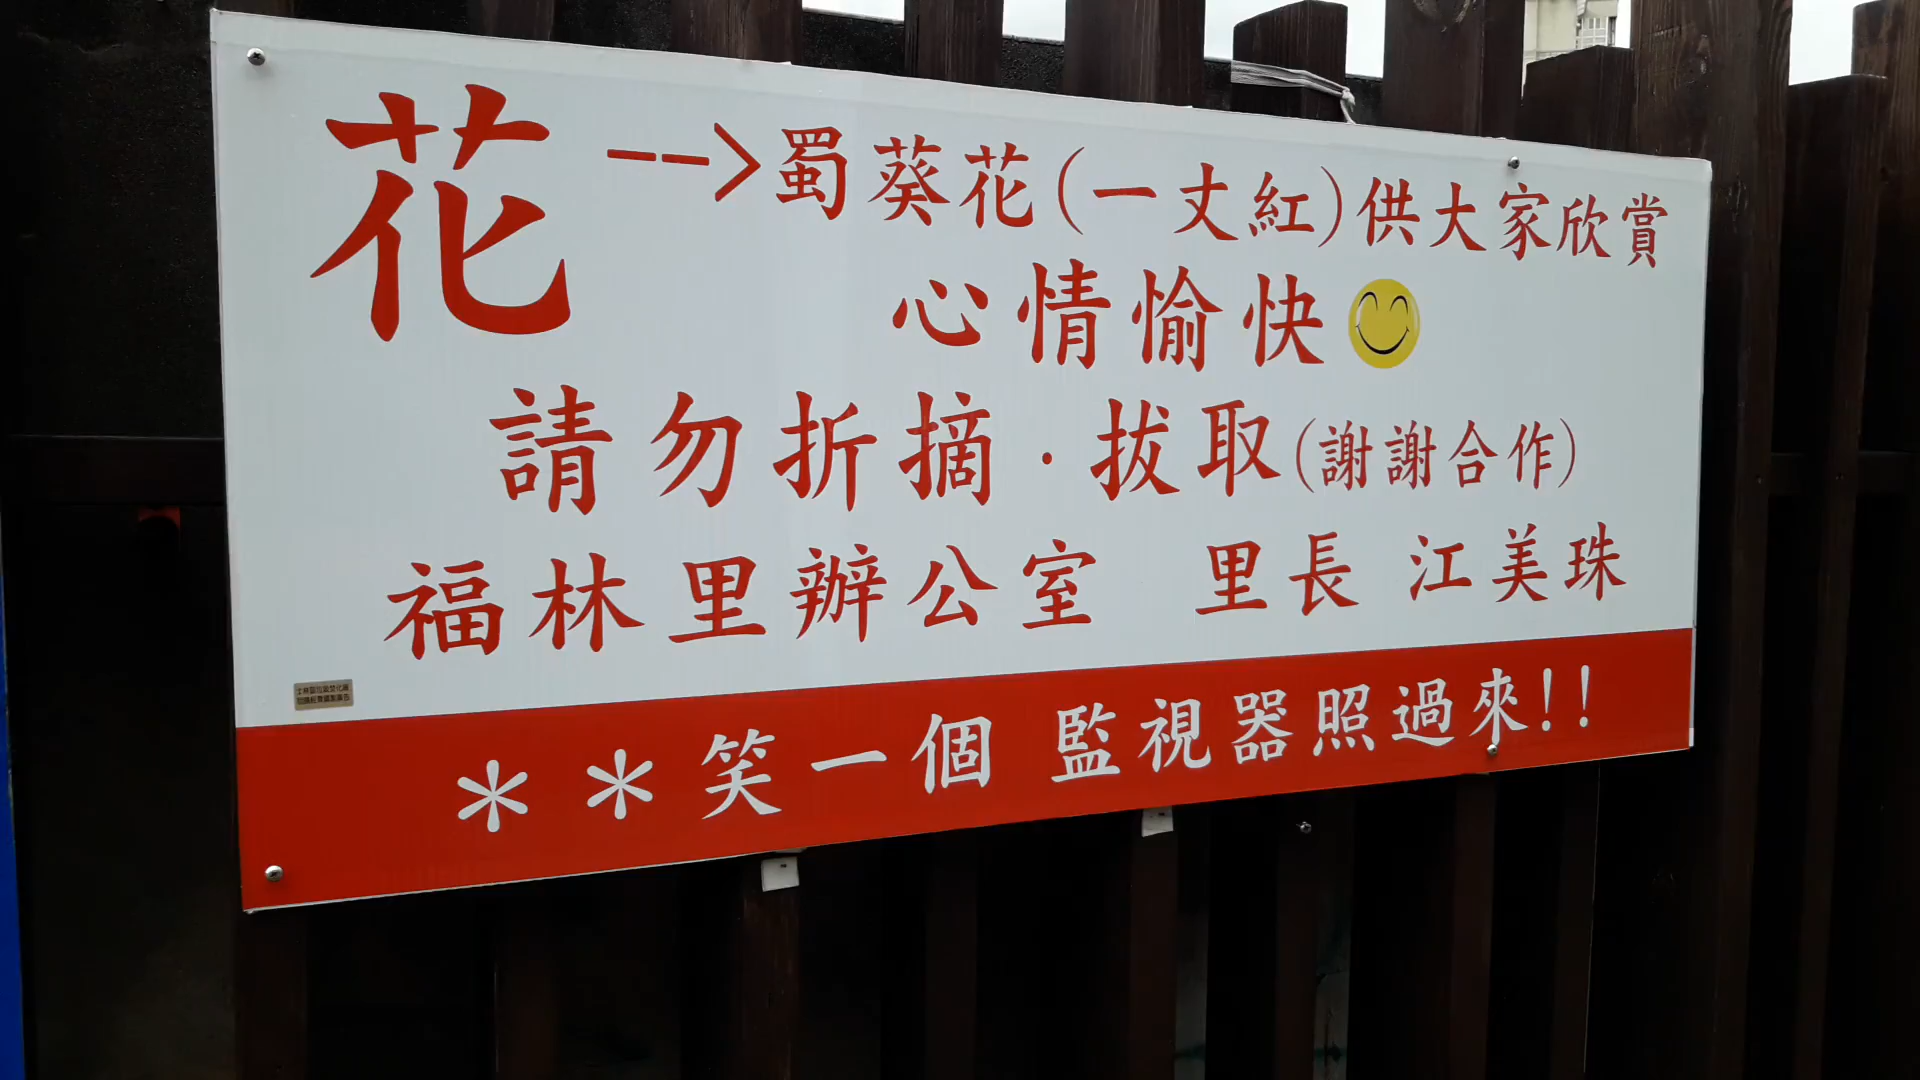 花-->蜀葵花(一丈紅)供大家欣賞
心情愉快
請勿折摘·拔取(謝謝合作)
福林里辦公室 里長 江美珠
**笑一個 監視器照過來!!